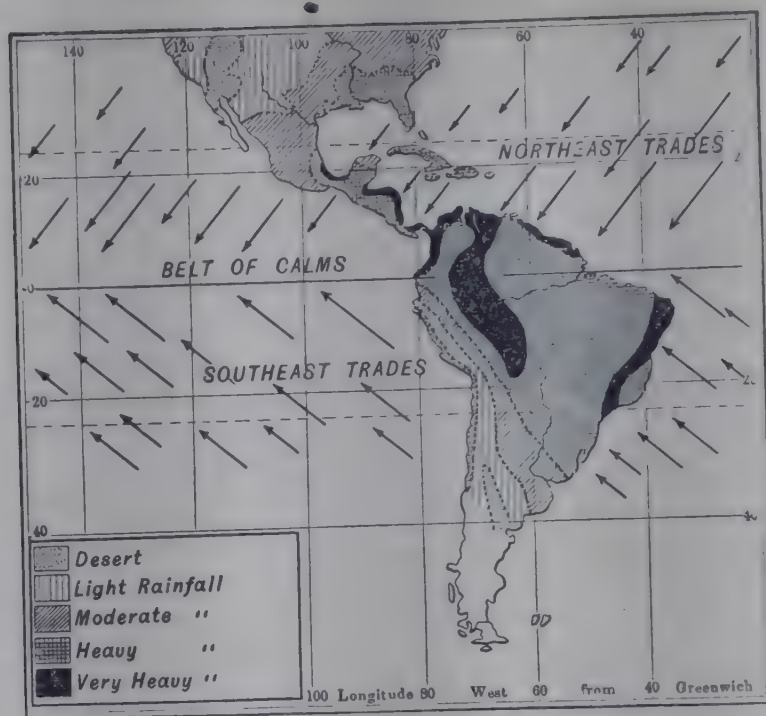 140 120 100 60 40
NORTHEAST TRADES
20
BELT OF CALMS
0
SOUTHEAST TRADES
20
40
Desert
Light Rainfall
Moderate "
Heavy "
Very Heavy "
100 Longitude 80 West 60 from 40 Greenwich